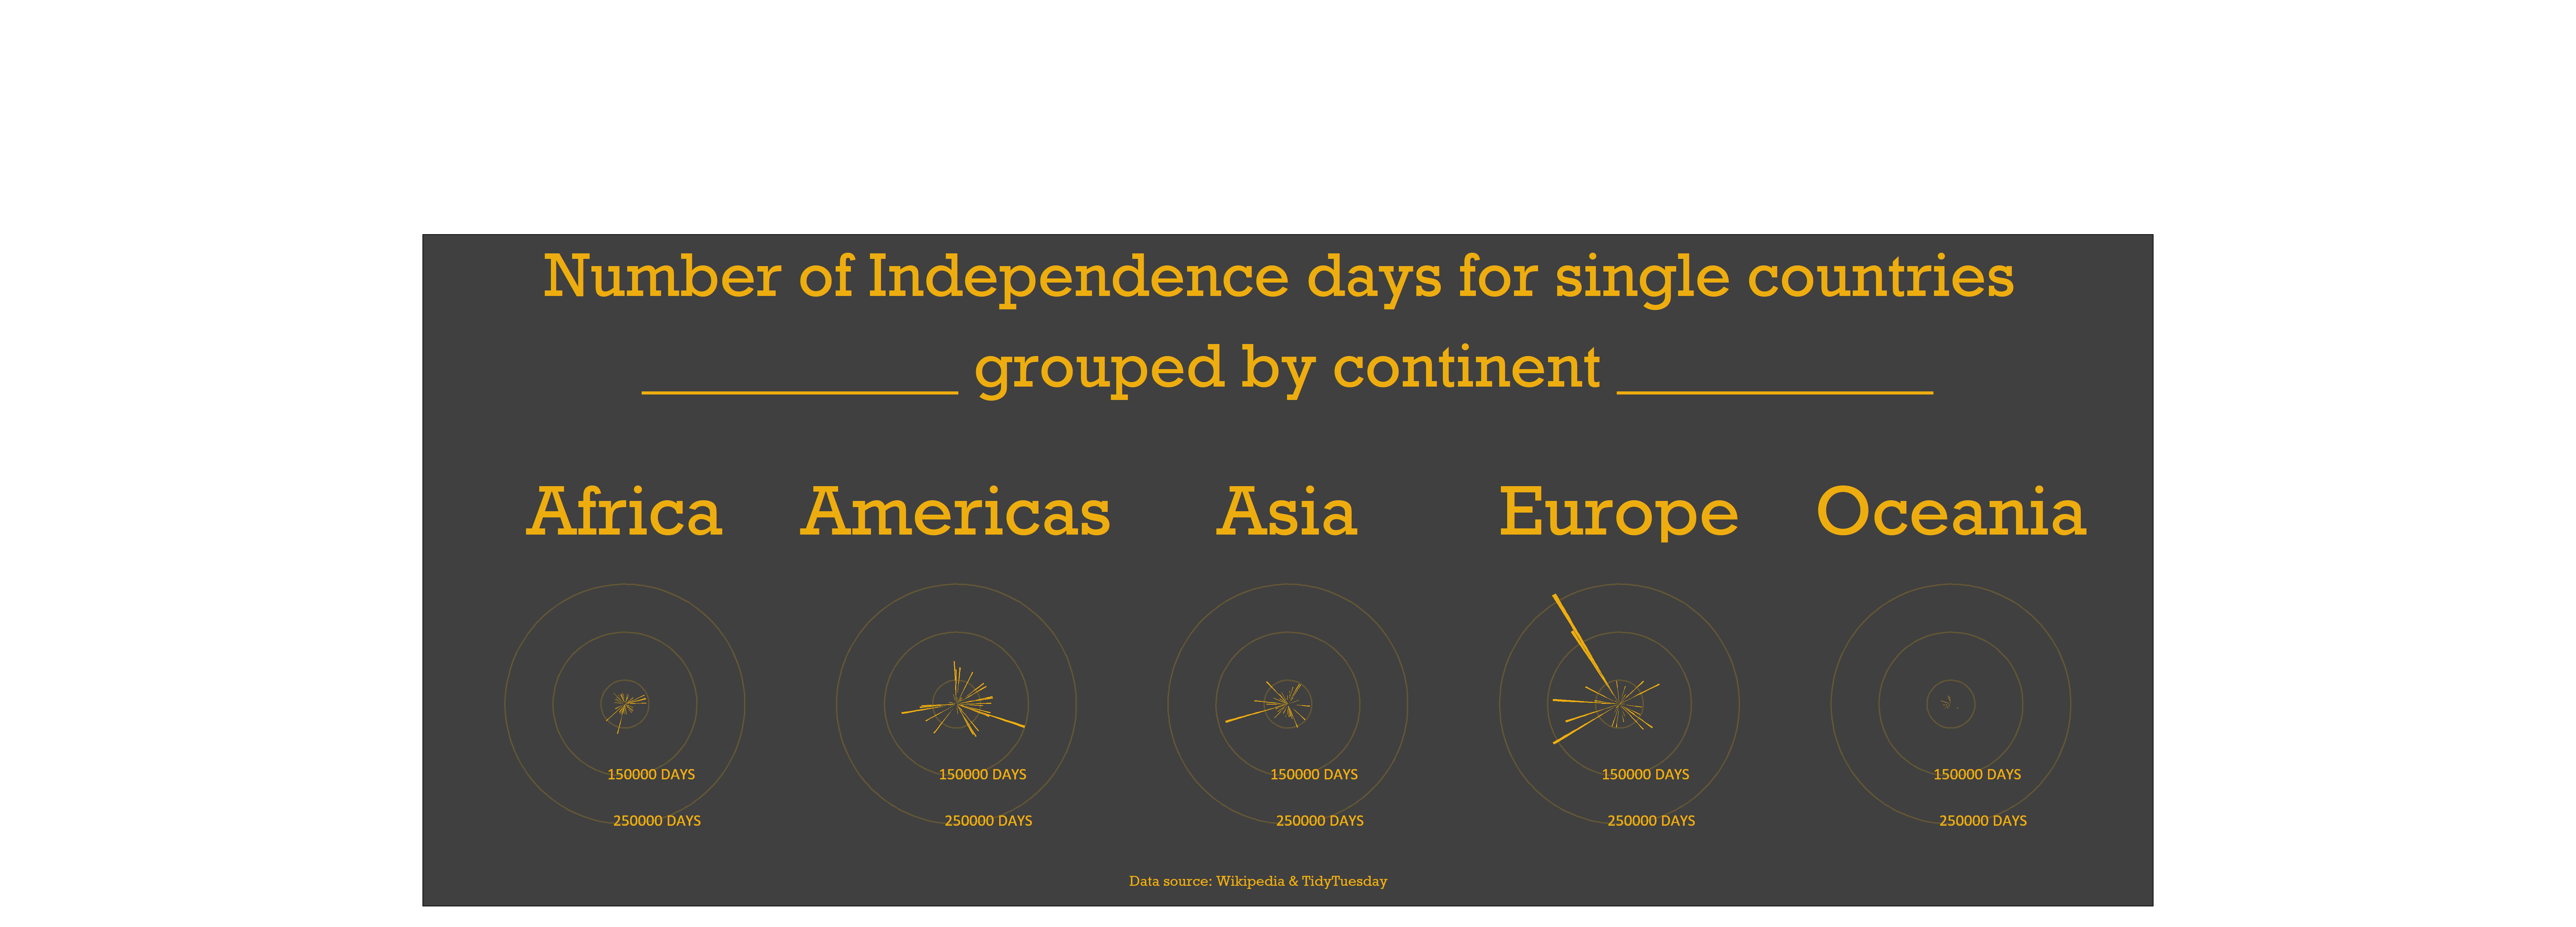 Number of Independence days for single countries
____________ grouped by continent ____________
Africa
Americas
Asia
Europe
Oceania
150000 DAYS
250000 DAYS
150000 DAYS
250000 DAYS
150000 DAYS
250000 DAYS
150000 DAYS
250000 DAYS
150000 DAYS
250000 DAYS
Data source: Wikipedia & TidyTuesday